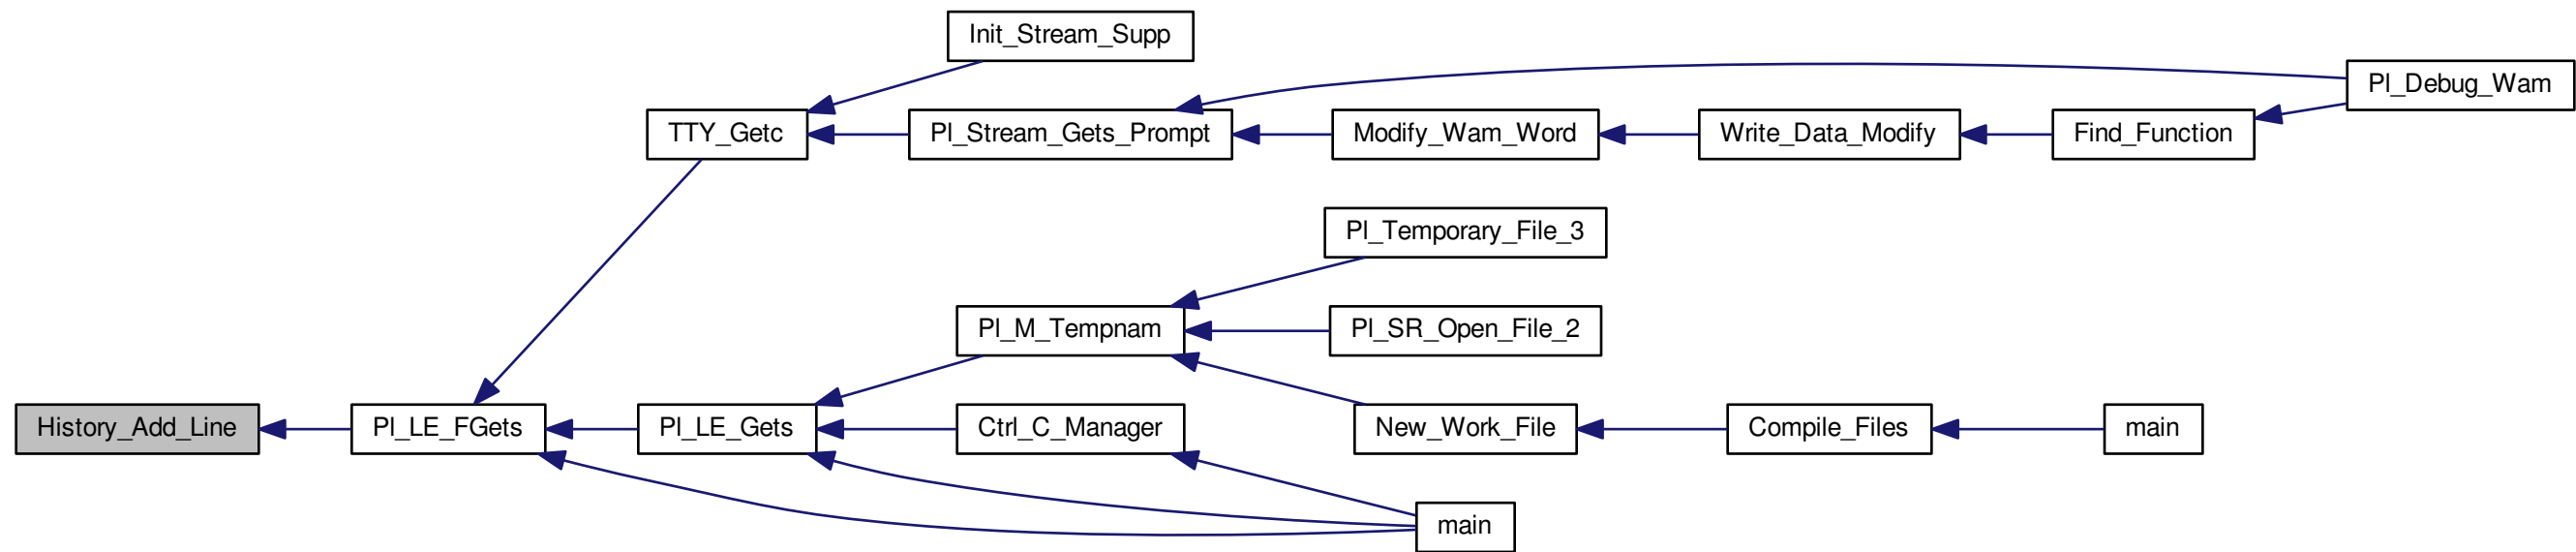 Init_Stream_Supp
Pl_Debug_Wam
TTY_Getc
Pl_Stream_Gets_Prompt
Modify_Wam_Word
Write_Data_Modify
Find_Function
Pl_Temporary_File_3
Pl_M_Tempnam
Pl_SR_Open_File_2
History_Add_Line
Pl_LE_FGets
Pl_LE_Gets
Ctrl_C_Manager
New_Work_File
Compile_Files
main
main